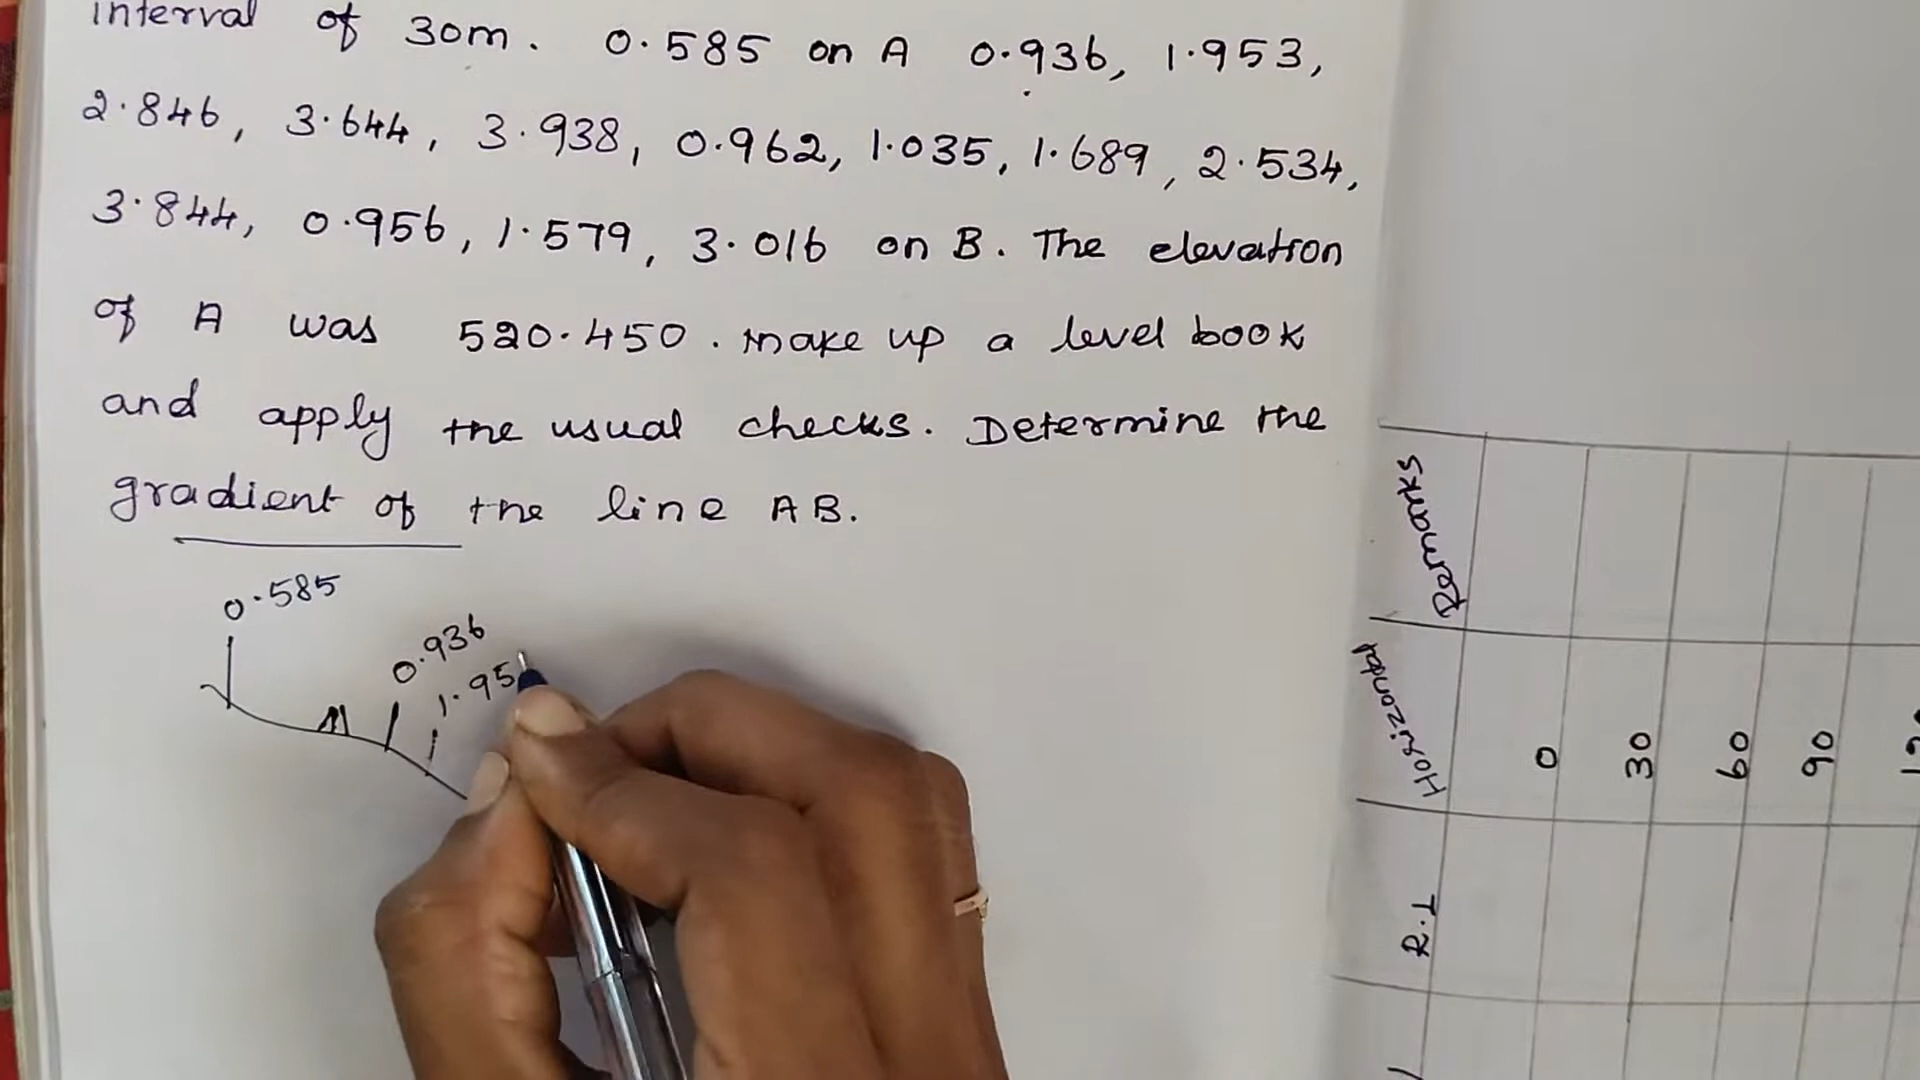 interval of 30m. 0.585 on A 0.936, 1.953,
2.846, 3.644, 3.938, 0.962, 1.035, 1.689, 2.534,
3.844, 0.956, 1.579, 3.016 on B. The elevation
of A was 520.450. make up a level book
and apply the usual checks. Determine the
gradient of the line AB.
0.585
0.936
1.95
Remarks
Horizontal
0
30
60
90
R.L